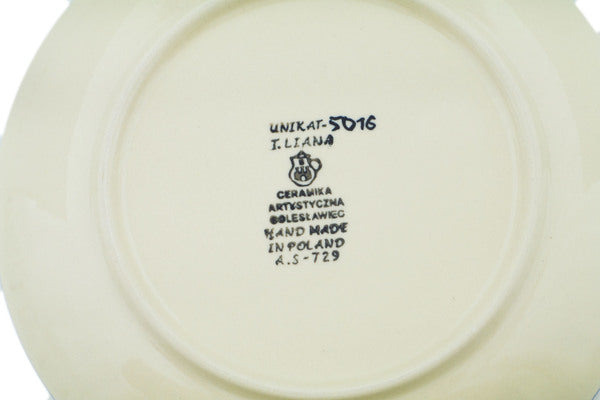 UNIKAT-5016
I. LIANA
CERAMIKA
ARTYSTYCZNA
BOLESŁAWIEC
HAND MADE
IN POLAND
A.S-729